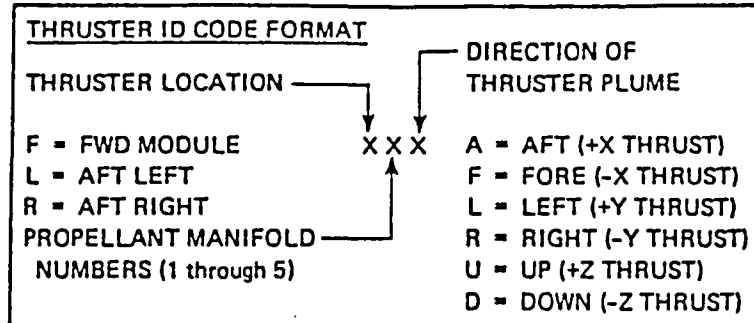 THRUSTER ID CODE FORMAT
THRUSTER LOCATION
DIRECTION OF
THRUSTER PLUME
F = FWD MODULE
L = AFT LEFT
R = AFT RIGHT
PROPELLANT MANIFOLD
NUMBERS (1 through 5)
X X X
A = AFT (+X THRUST)
F = FORE (-X THRUST)
L = LEFT (+Y THRUST)
R = RIGHT (-Y THRUST)
U = UP (+Z THRUST)
D = DOWN (-Z THRUST)